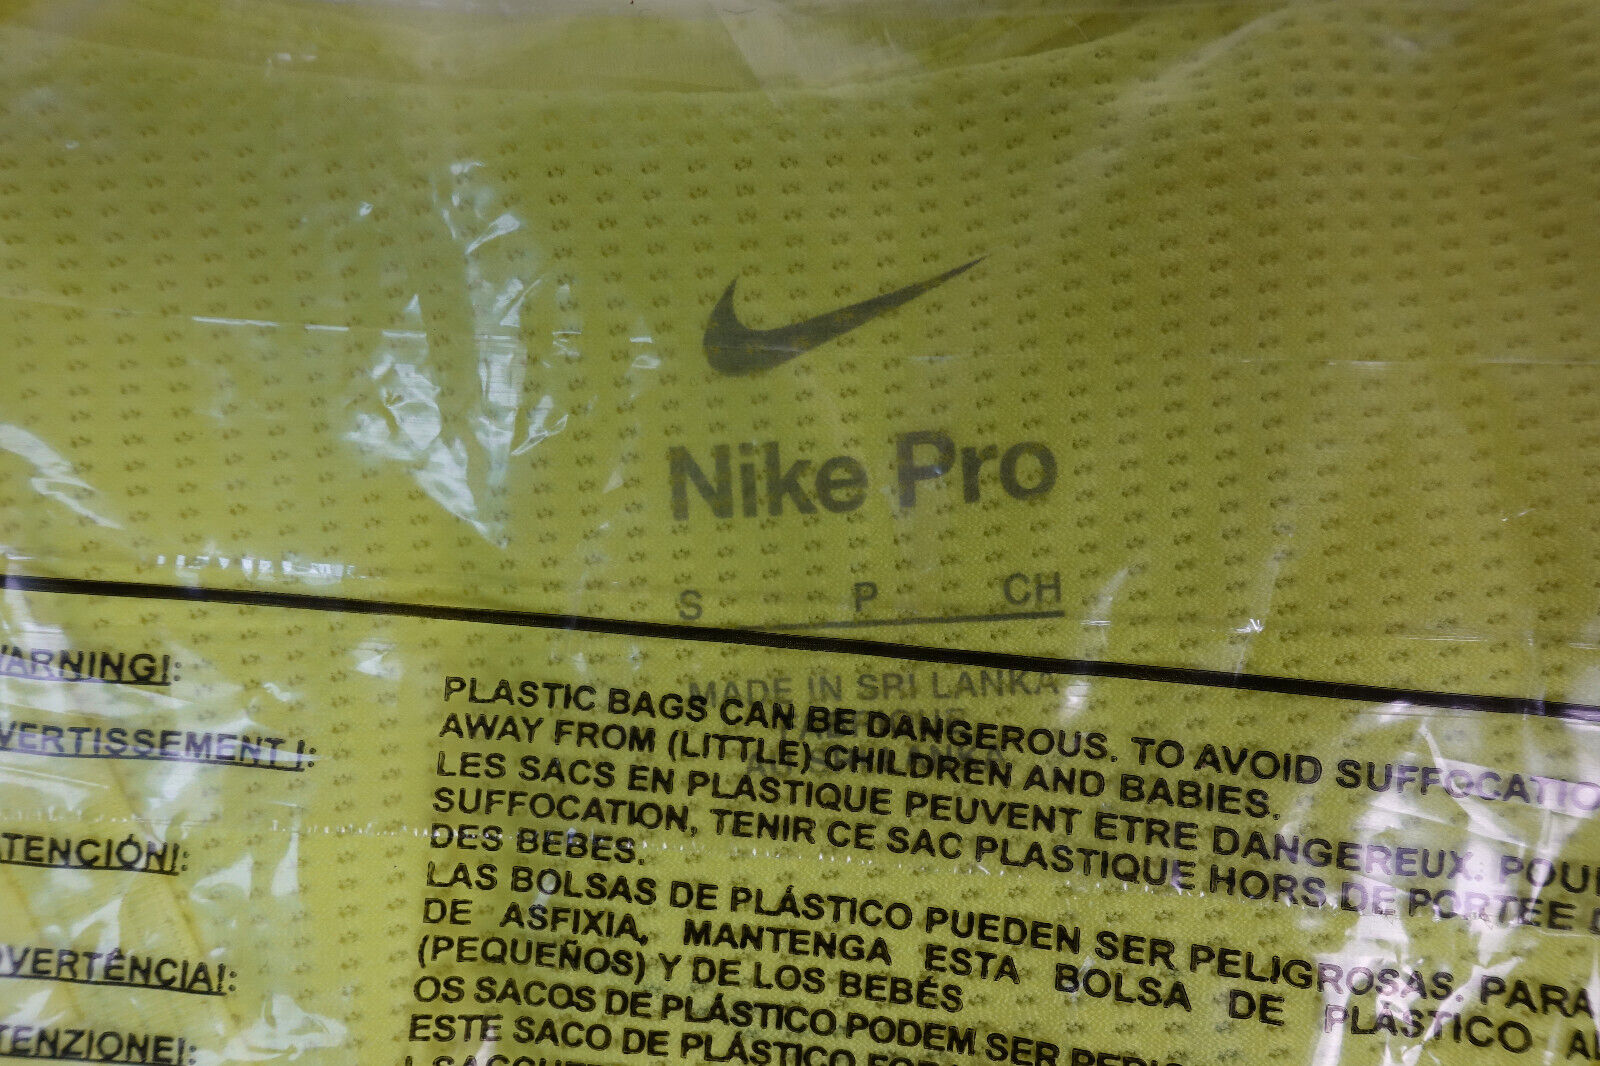 Nike Pro
S P CH
MADE IN SRI LANKA
WARNING!:
PLASTIC BAGS CAN BE DANGEROUS. TO AVOID SUFFOCATIO
AWAY FROM (LITTLE) CHILDREN AND BABIES.
VERTISSEMENT!:
LES SACS EN PLASTIQUE PEUVENT ETRE DANGEREUX. POU
SUFFOCATION, TENIR CE SAC PLASTIQUE HORS DE PORTEE
DES BEBES.
TENCIÓN!:
LAS BOLSAS DE PLÁSTICO PUEDEN SER PELIGROSAS. PARA
DE ASFIXIA, MANTENGA ESTA BOLSA DE PLÁSTICO AL
(PEQUEÑOS) Y DE LOS BEBÉS
DVERTÊNCIA!:
OS SACOS DE PLÁSTICO PODEM SER
ESTE SACO DE PLÁSTICO
TENZIONE!: